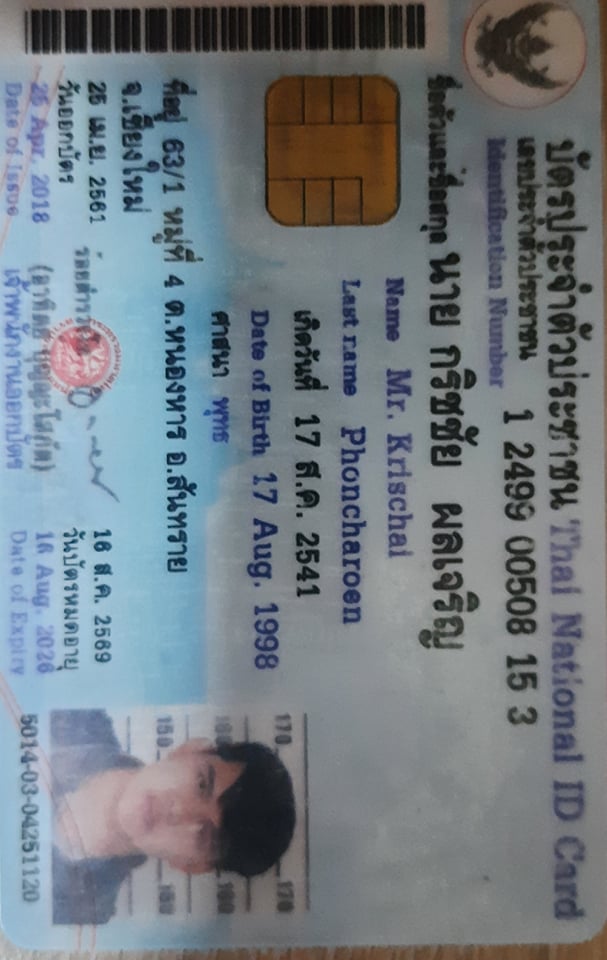 บัตรประจำตัวประชาชน Thai National ID Card
เลขประจำตัวประชาชน 1 2499 00508 15 3
Identification Number
ชื่อตัวและชื่อสกุล นาย กริชชัย ผลเจริญ
Name Mr. Krischai
Last name Phoncharoen
เกิดวันที่ 17 ส.ค. 2541
Date of Birth 17 Aug. 1998
ศาสนา พุทธ
ที่อยู่ 63/1 หมู่ที่ 4 ต.หนองหาร อ.สันทราย
จ.เชียงใหม่
25 เม.ย. 2561
วันออกบัตร
25 Apr. 2018
Date of Issue
เจ้าพนักงานออกบัตร
16 ส.ค. 2569
วันบัตรหมดอายุ
16 Aug. 2026
Date of Expiry
170 170
160 160
150 150
5014-03-04251120